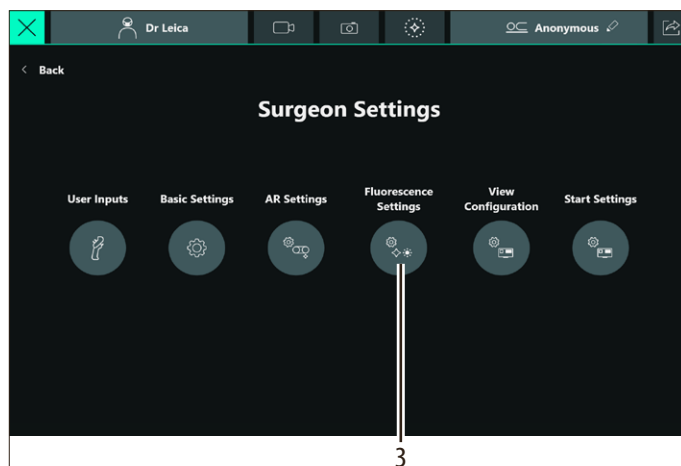 Dr Leica
Anonymous
Back
Surgeon Settings
User Inputs
Basic Settings
AR Settings
Fluorescence
Settings
View
Configuration
Start Settings
3